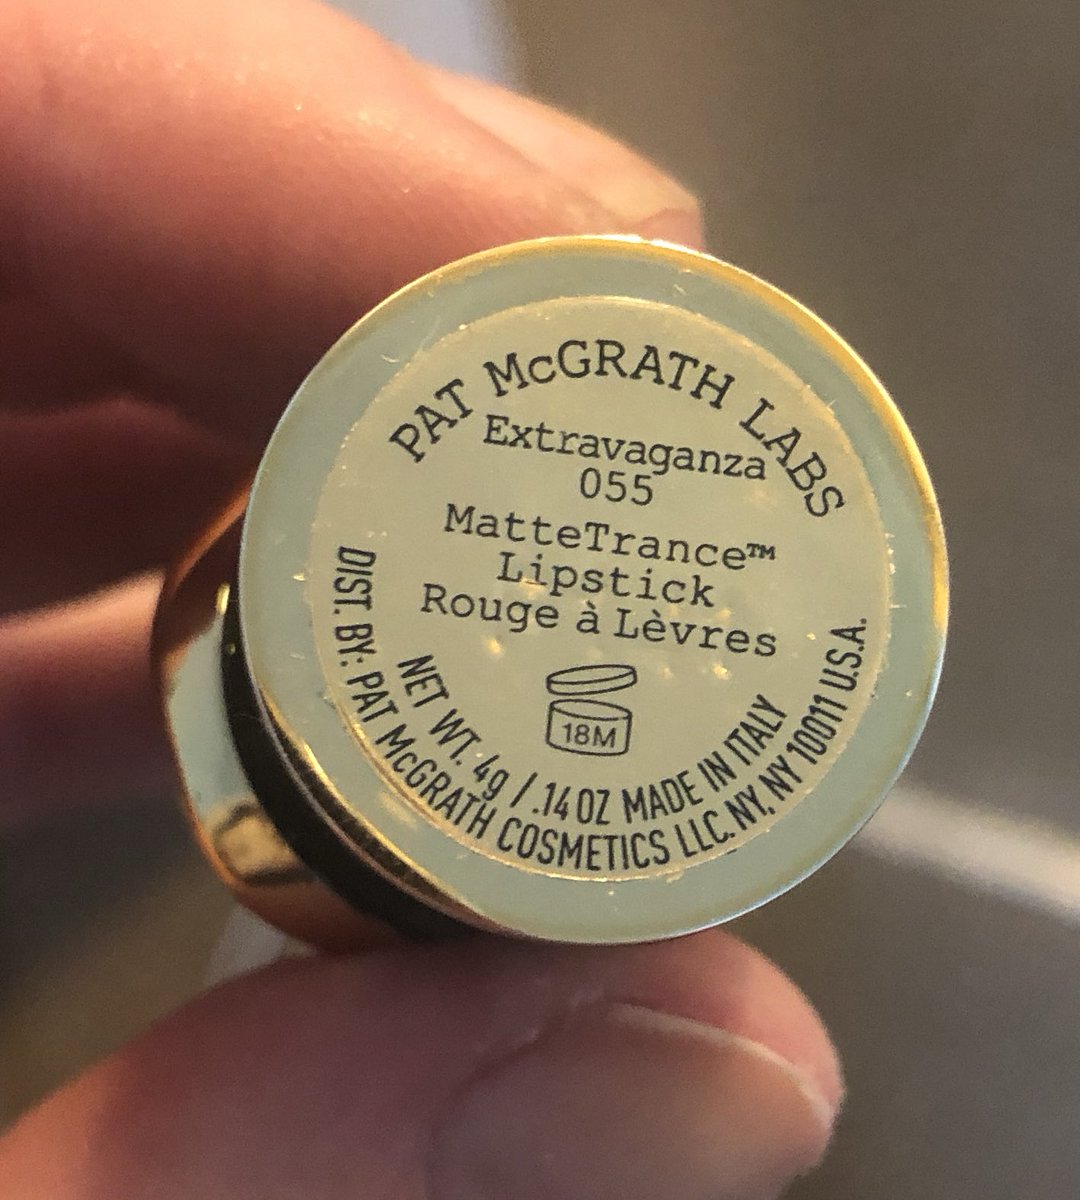 PAT McGRATH LABS
Extravaganza
055
MatteTrance™
Lipstick
Rouge à Lèvres
18M
NET WT. 4g / .14 OZ MADE IN ITALY
DIST. BY: PAT McGRATH COSMETICS LLC. NY, NY 10011 U.S.A.